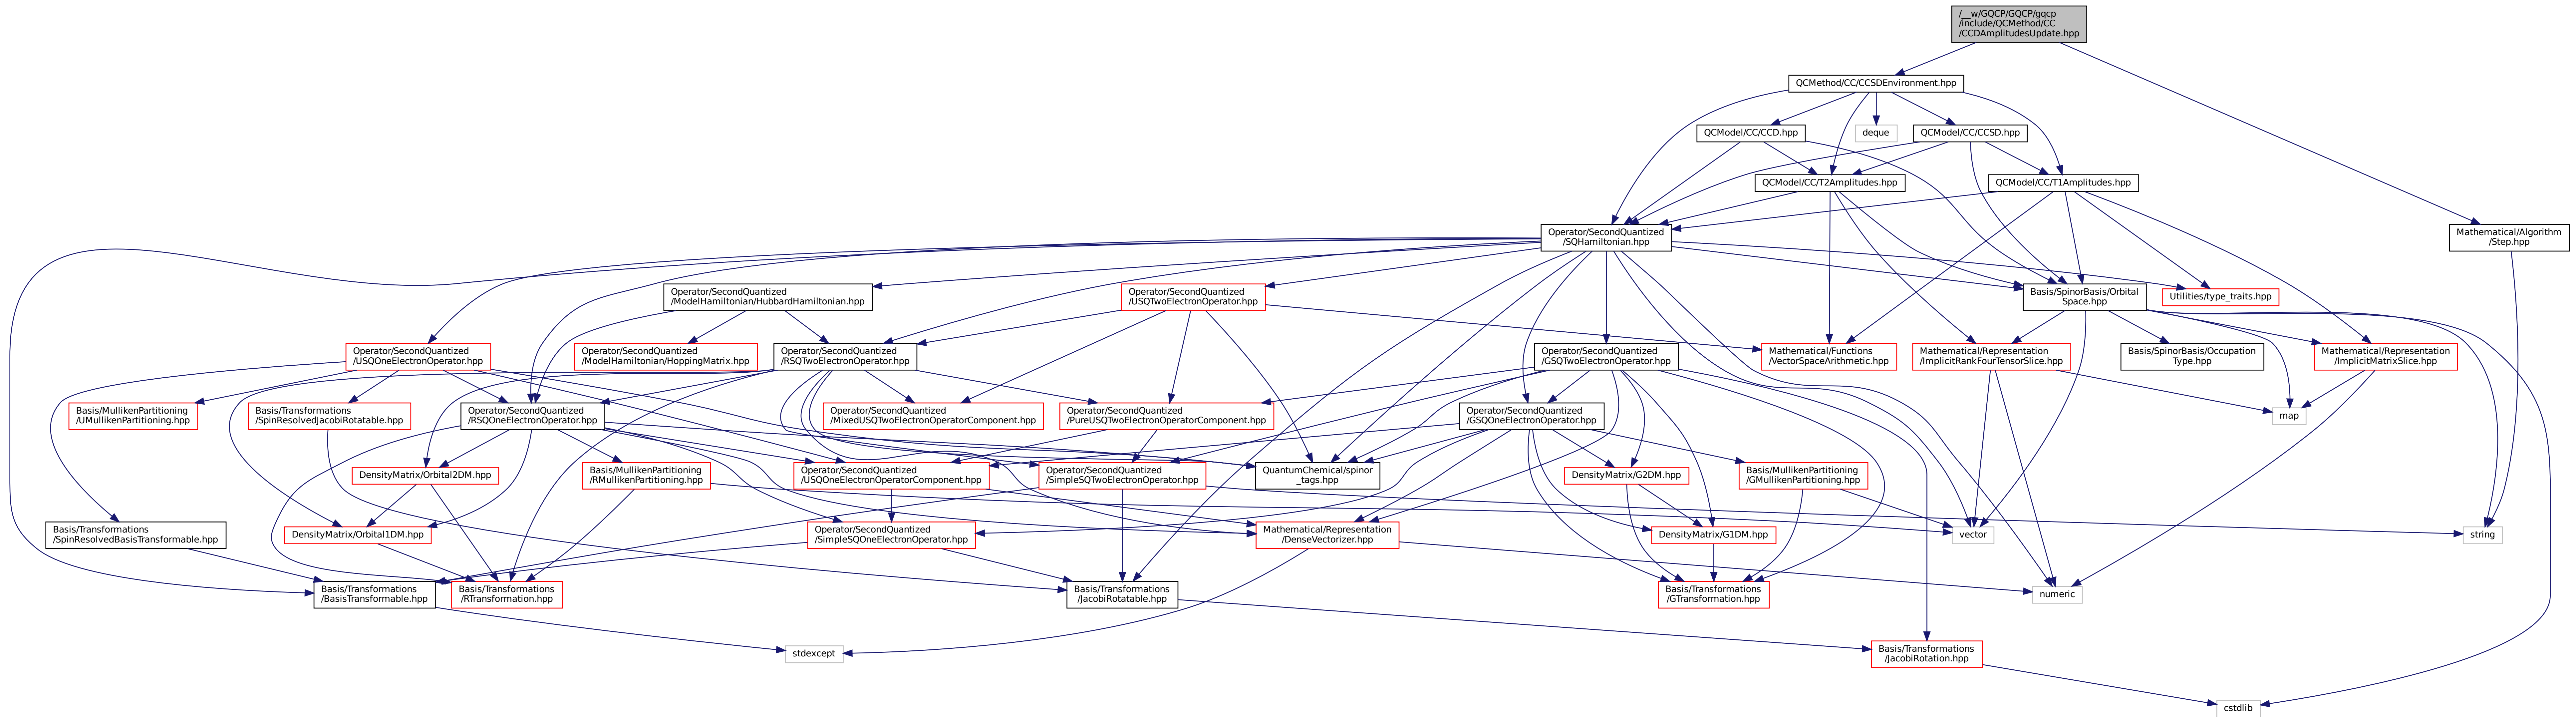 /__w/GQCP/GQCP/gqcp
/include/QCMethod/CC
/CCDAmplitudesUpdate.hpp
QCMethod/CC/CCSDEnvironment.hpp
QCModel/CC/CCD.hpp
deque
QCModel/CC/CCSD.hpp
QCModel/CC/T2Amplitudes.hpp
QCModel/CC/T1Amplitudes.hpp
Operator/SecondQuantized
/SQHamiltonian.hpp
Mathematical/Algorithm
/Step.hpp
Operator/SecondQuantized
/ModelHamiltonian/HubbardHamiltonian.hpp
Operator/SecondQuantized
/USQTwoElectronOperator.hpp
Basis/SpinorBasis/Orbital
Space.hpp
Utilities/type_traits.hpp
Operator/SecondQuantized
/USQOneElectronOperator.hpp
Operator/SecondQuantized
/ModelHamiltonian/HoppingMatrix.hpp
Operator/SecondQuantized
/RSQTwoElectronOperator.hpp
Operator/SecondQuantized
/GSQTwoElectronOperator.hpp
Mathematical/Functions
/VectorSpaceArithmetic.hpp
Mathematical/Representation
/ImplicitRankFourTensorSlice.hpp
Basis/SpinorBasis/Occupation
Type.hpp
Mathematical/Representation
/ImplicitMatrixSlice.hpp
Basis/MullikenPartitioning
/UMullikenPartitioning.hpp
Basis/Transformations
/SpinResolvedJacobiRotatable.hpp
Operator/SecondQuantized
/RSQOneElectronOperator.hpp
Operator/SecondQuantized
/MixedUSQTwoElectronOperatorComponent.hpp
Operator/SecondQuantized
/PureUSQTwoElectronOperatorComponent.hpp
Operator/SecondQuantized
/GSQOneElectronOperator.hpp
map
DensityMatrix/Orbital2DM.hpp
Basis/MullikenPartitioning
/RMullikenPartitioning.hpp
Operator/SecondQuantized
/USQOneElectronOperatorComponent.hpp
Operator/SecondQuantized
/SimpleSQTwoElectronOperator.hpp
QuantumChemical/spinor
_tags.hpp
DensityMatrix/G2DM.hpp
Basis/MullikenPartitioning
/GMullikenPartitioning.hpp
Basis/Transformations
/SpinResolvedBasisTransformable.hpp
DensityMatrix/Orbital1DM.hpp
Operator/SecondQuantized
/SimpleSQOneElectronOperator.hpp
Mathematical/Representation
/DenseVectorizer.hpp
DensityMatrix/G1DM.hpp
vector
string
Basis/Transformations
/BasisTransformable.hpp
Basis/Transformations
/RTransformation.hpp
Basis/Transformations
/JacobiRotatable.hpp
Basis/Transformations
/GTransformation.hpp
numeric
stdexcept
Basis/Transformations
/JacobiRotation.hpp
cstdlib